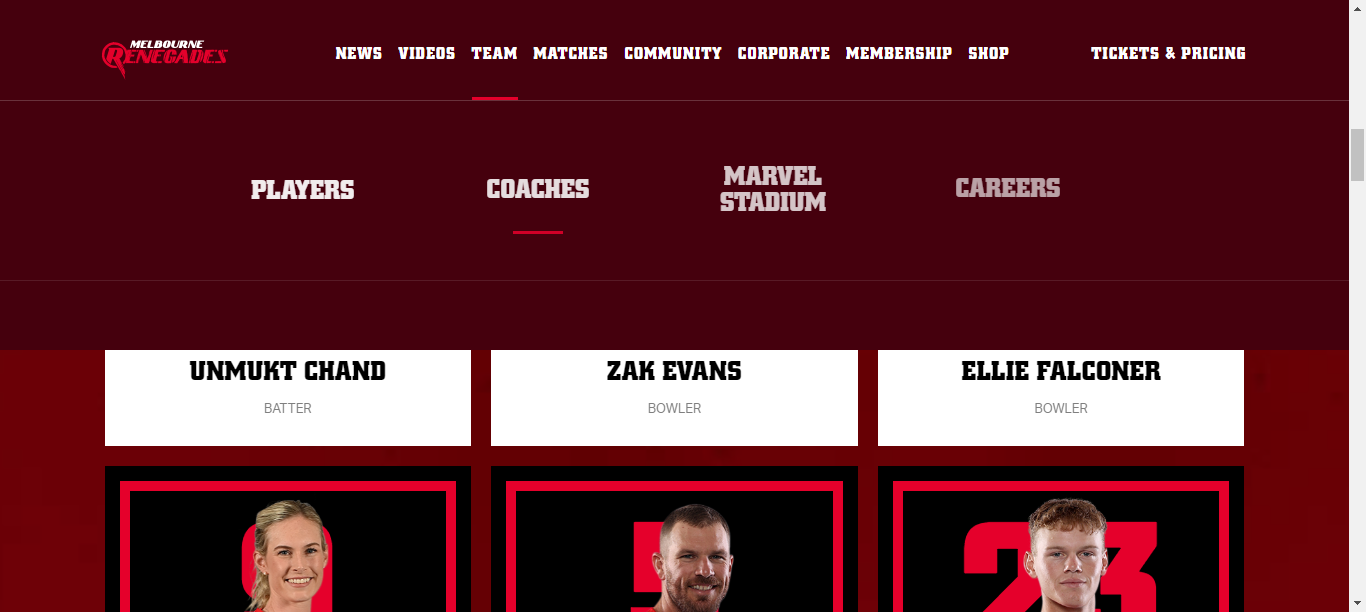 MELBOURNE
RENEGADES
NEWS VIDEOS TEAM MATCHES COMMUNITY CORPORATE MEMBERSHIP SHOP TICKETS & PRICING
PLAYERS COACHES MARVEL STADIUM CAREERS
UNMUKT CHAND ZAK EVANS ELLIE FALCONER
BATTER BOWLER BOWLER
23